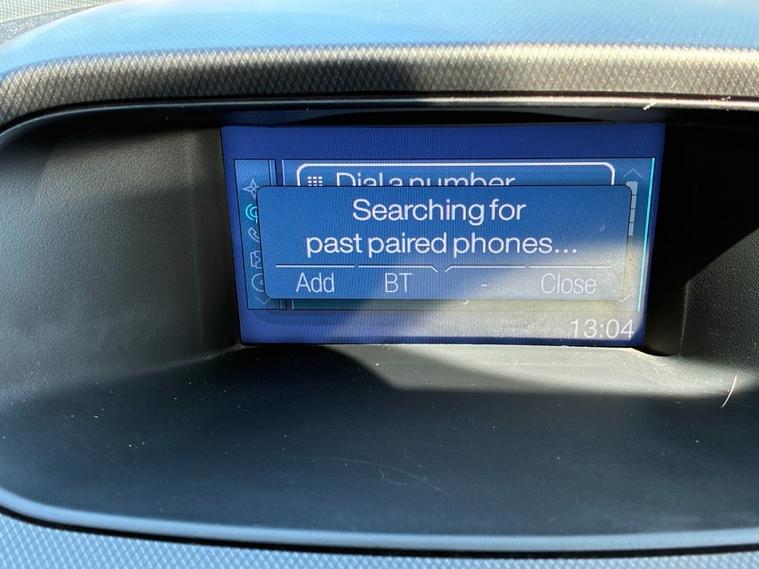 Dial a number
Searching for
past paired phones...
Add BT - Close
13:04